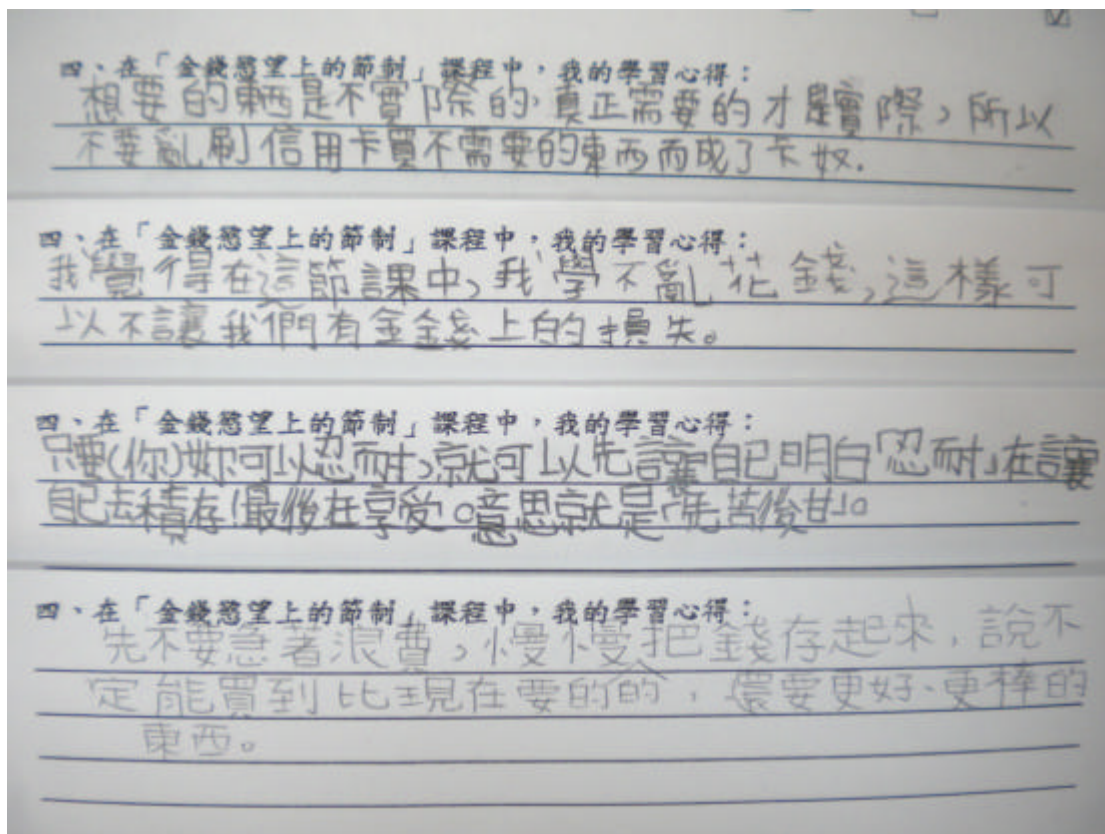 四、在「金錢慾望上的節制」課程中，我的學習心得：
想要的東西是不實際的，真正需要的才是實際，所以
不要亂刷信用卡買不需要的東西而成了卡奴.
四、在「金錢慾望上的節制」課程中，我的學習心得：
我覺得在這節課中，我學不亂花錢，這樣可
以不讓我們有金錢上的損失。
四、在「金錢慾望上的節制」課程中，我的學習心得：
只要(你)妳可以忍耐，就可以先讓自己明白「忍耐」在讓
自己去積存！最後在享受。意思就是「先苦後甘」。
四、在「金錢慾望上的節制」課程中，我的學習心得：
先不要急著浪費，慢慢把錢存起來，說不
定能買到比現在要的的，還要更好、更棒的
東西。